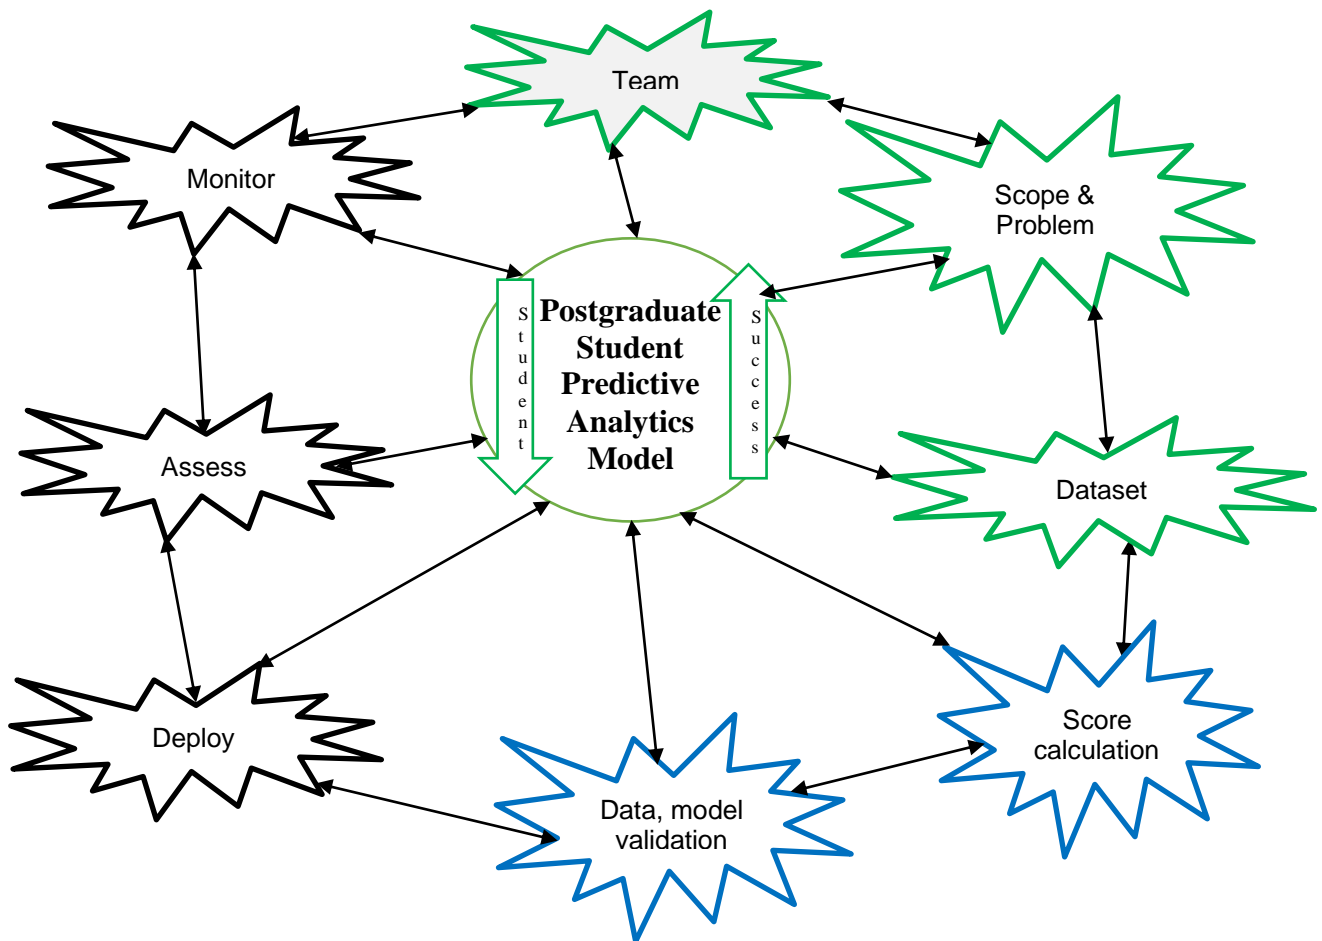 Team
Monitor
Scope &
Problem
Student
Postgraduate
Student
Predictive
Analytics
Model
Success
Assess
Dataset
Deploy
Score
calculation
Data, model
validation